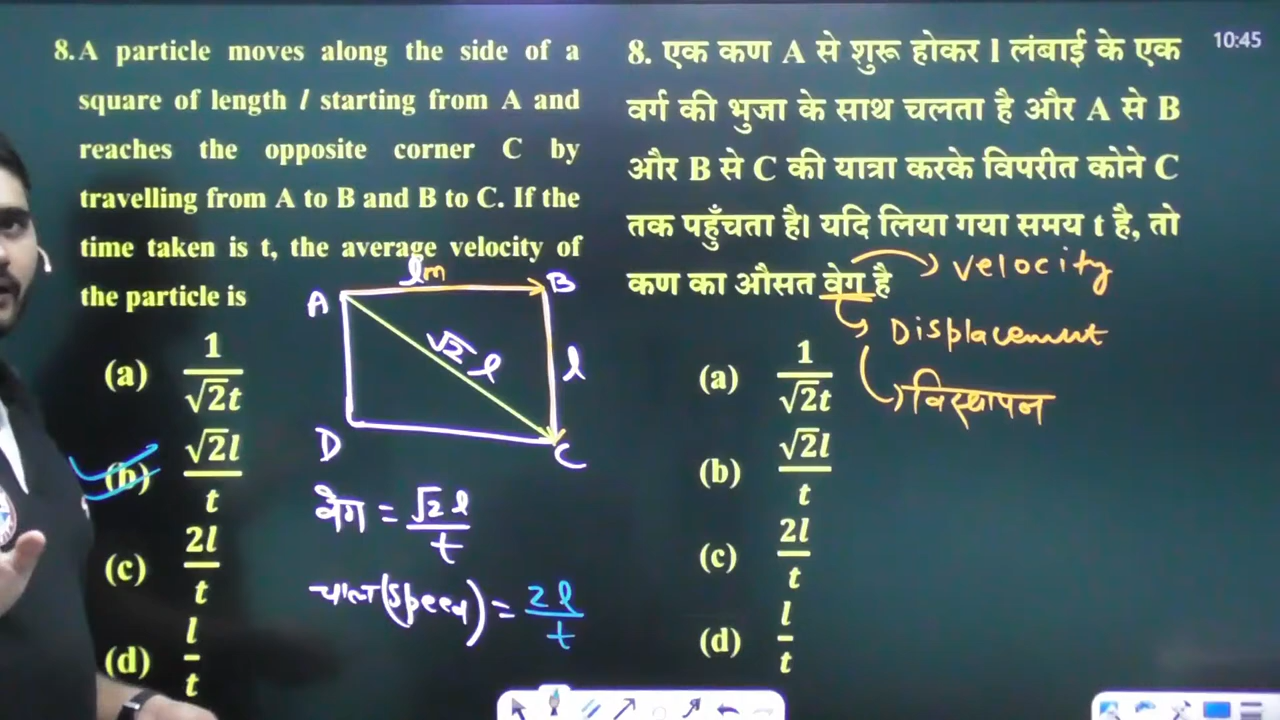 8. A particle moves along the side of a
square of length l starting from A and
reaches the opposite corner C by
travelling from A to B and B to C. If the
time taken is t, the average velocity of
the particle is
(a) 1/√2t
(b) √2l/t
(c) 2l/t
(d) l/t
A
lm
B
√2 l
l
D
C
वेग = √2 l/t
चाल (Speed) = 2l/t
8. एक कण A से शुरू होकर l लंबाई के एक
वर्ग की भुजा के साथ चलता है और A से B
और B से C की यात्रा करके विपरीत कोने C
तक पहुँचता है। यदि लिया गया समय t है, तो
कण का औसत वेग है
velocity
Displacement
विस्थापन
(a) 1/√2t
(b) √2l/t
(c) 2l/t
(d) l/t
10:45